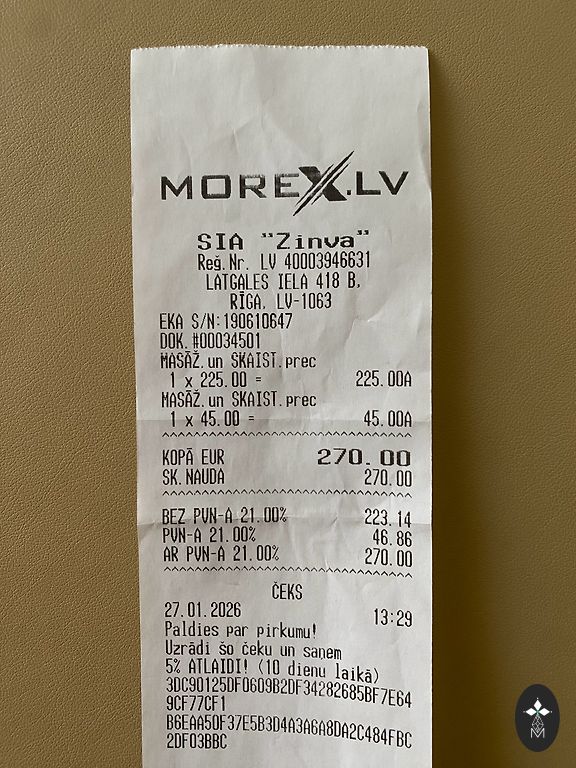 MOREX.LV
SIA "Zinva"
Reģ.Nr. LV 40003946631
LATGALES IELA 418 B,
RĪGA, LV-1063
EKA S/N:190610647
DOK.#00034501
MASĀŽ.un SKAIST.prec
1 x 225.00 = 225.00A
MASĀŽ.un SKAIST.prec
1 x 45.00 = 45.00A
^^^^^^^^^^^^^^^^^^^^^^^^^^^^^^^^^^^^
KOPĀ EUR 270.00
SK.NAUDĀ 270.00
^^^^^^^^^^^^^^^^^^^^^^^^^^^^^^^^^^^^
BEZ PVN-A 21.00% 223.14
PVN-A 21.00% 46.86
AR PVN-A 21.00% 270.00
^^^^^^^^^^^^^^^^^^^^^^^^^^^^^^^^^^^^
ČEKS
27.01.2026 13:29
Paldies par pirkumu!
Uzrādi šo čeku un saņem
5% ATLAIDI! (10 dienu laikā)
3DC90125DF0609B2DF34282685BF7E64
9CF77CF1
B6EAA50F37E5B3D4A3A6A8DA2C484FBC
2DF03BBC
M